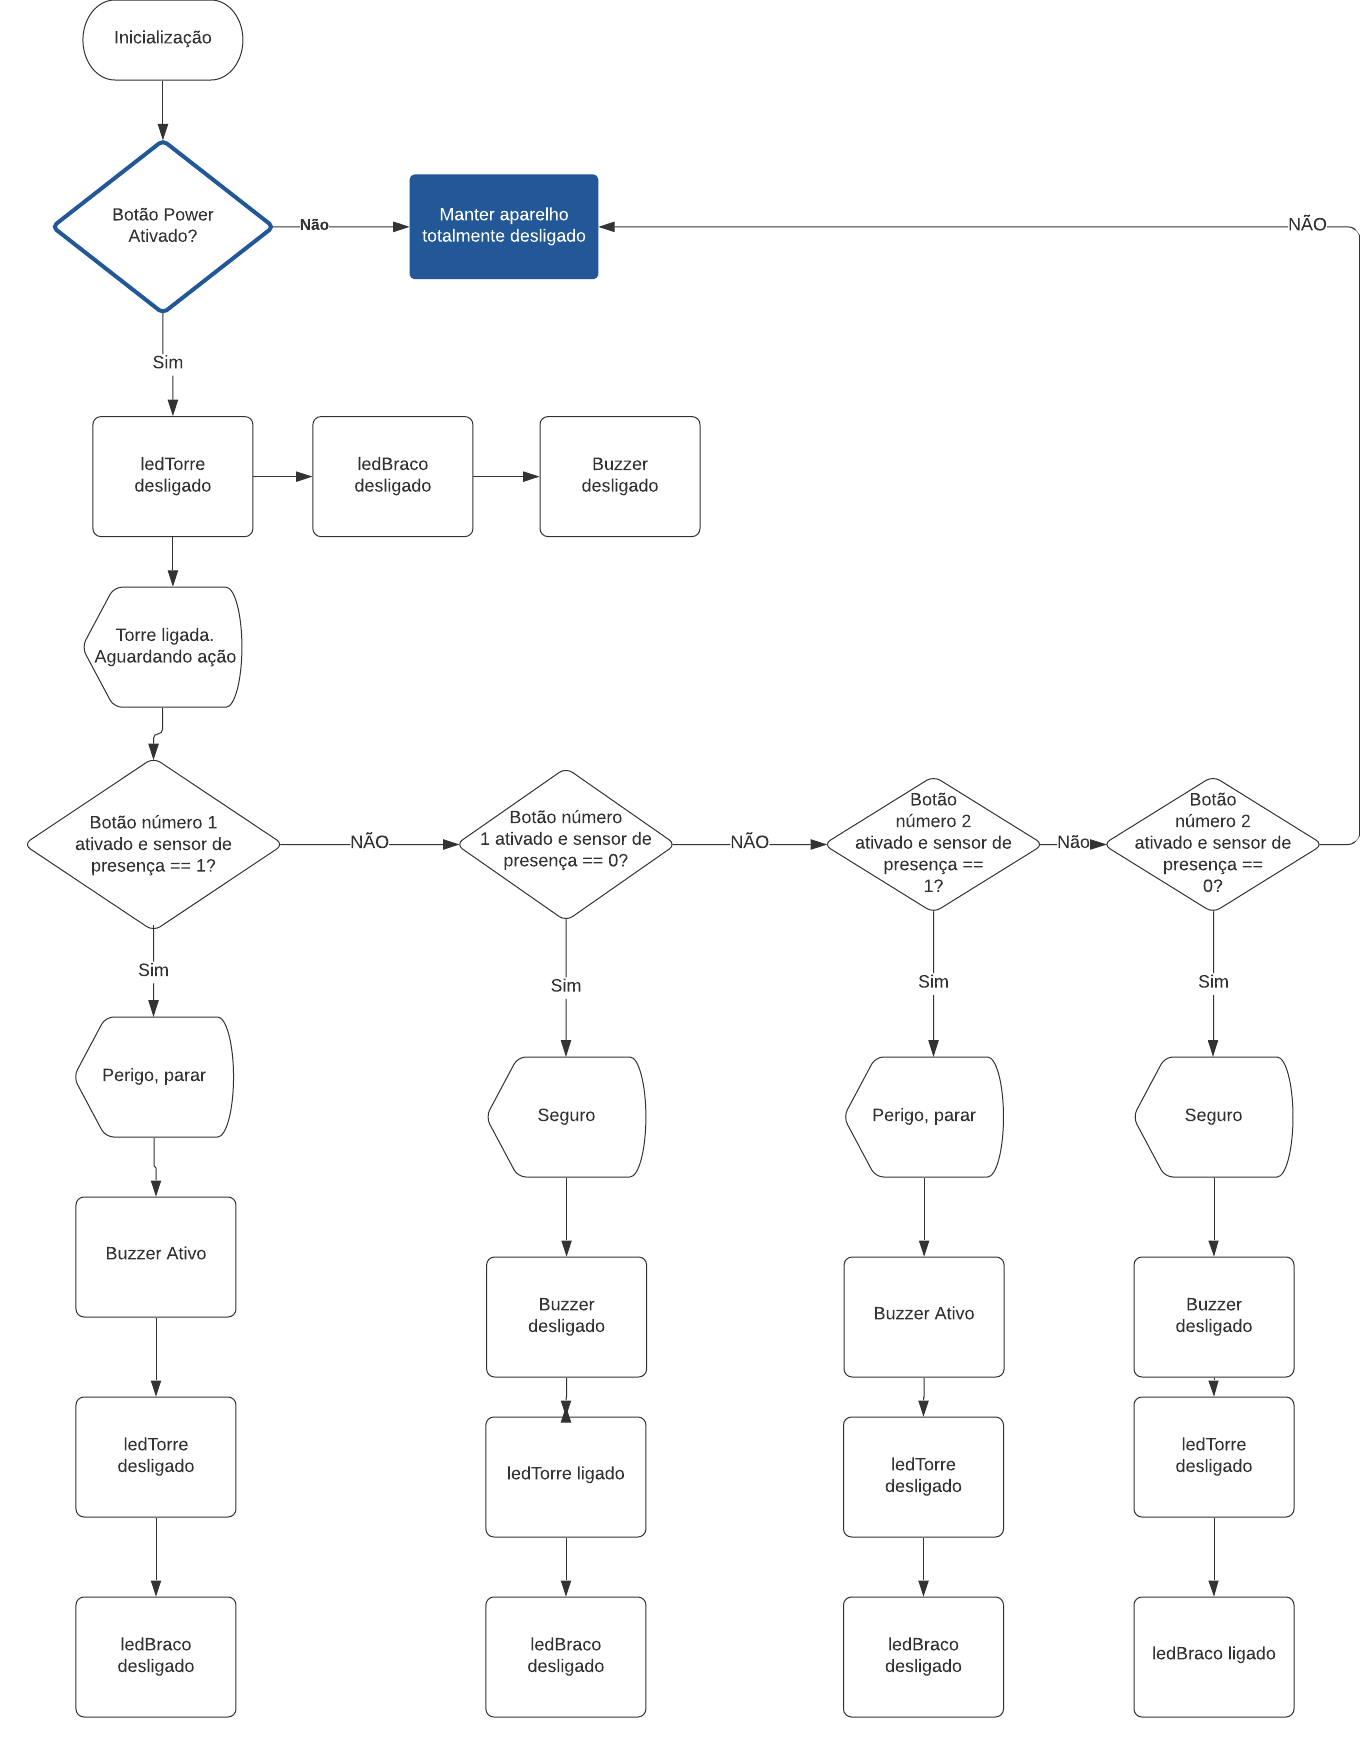 Inicialização
Botão Power
Ativado?
Não
Manter aparelho
totalmente desligado
NÃO
Sim
ledTorre
desligado
ledBraco
desligado
Buzzer
desligado
Torre ligada.
Aguardando ação
Botão número 1
ativado e sensor de
presença == 1?
NÃO
Botão número
1 ativado e sensor de
presença == 0?
NÃO
Botão
número 2
ativado e sensor de
presença ==
1?
Não
Botão
número 2
ativado e sensor de
presença ==
0?
Sim
Sim
Sim
Sim
Perigo, parar
Seguro
Perigo, parar
Seguro
Buzzer Ativo
Buzzer
desligado
Buzzer Ativo
Buzzer
desligado
ledTorre
desligado
ledTorre ligado
ledTorre
desligado
ledTorre
desligado
ledBraco
desligado
ledBraco
desligado
ledBraco
desligado
ledBraco ligado